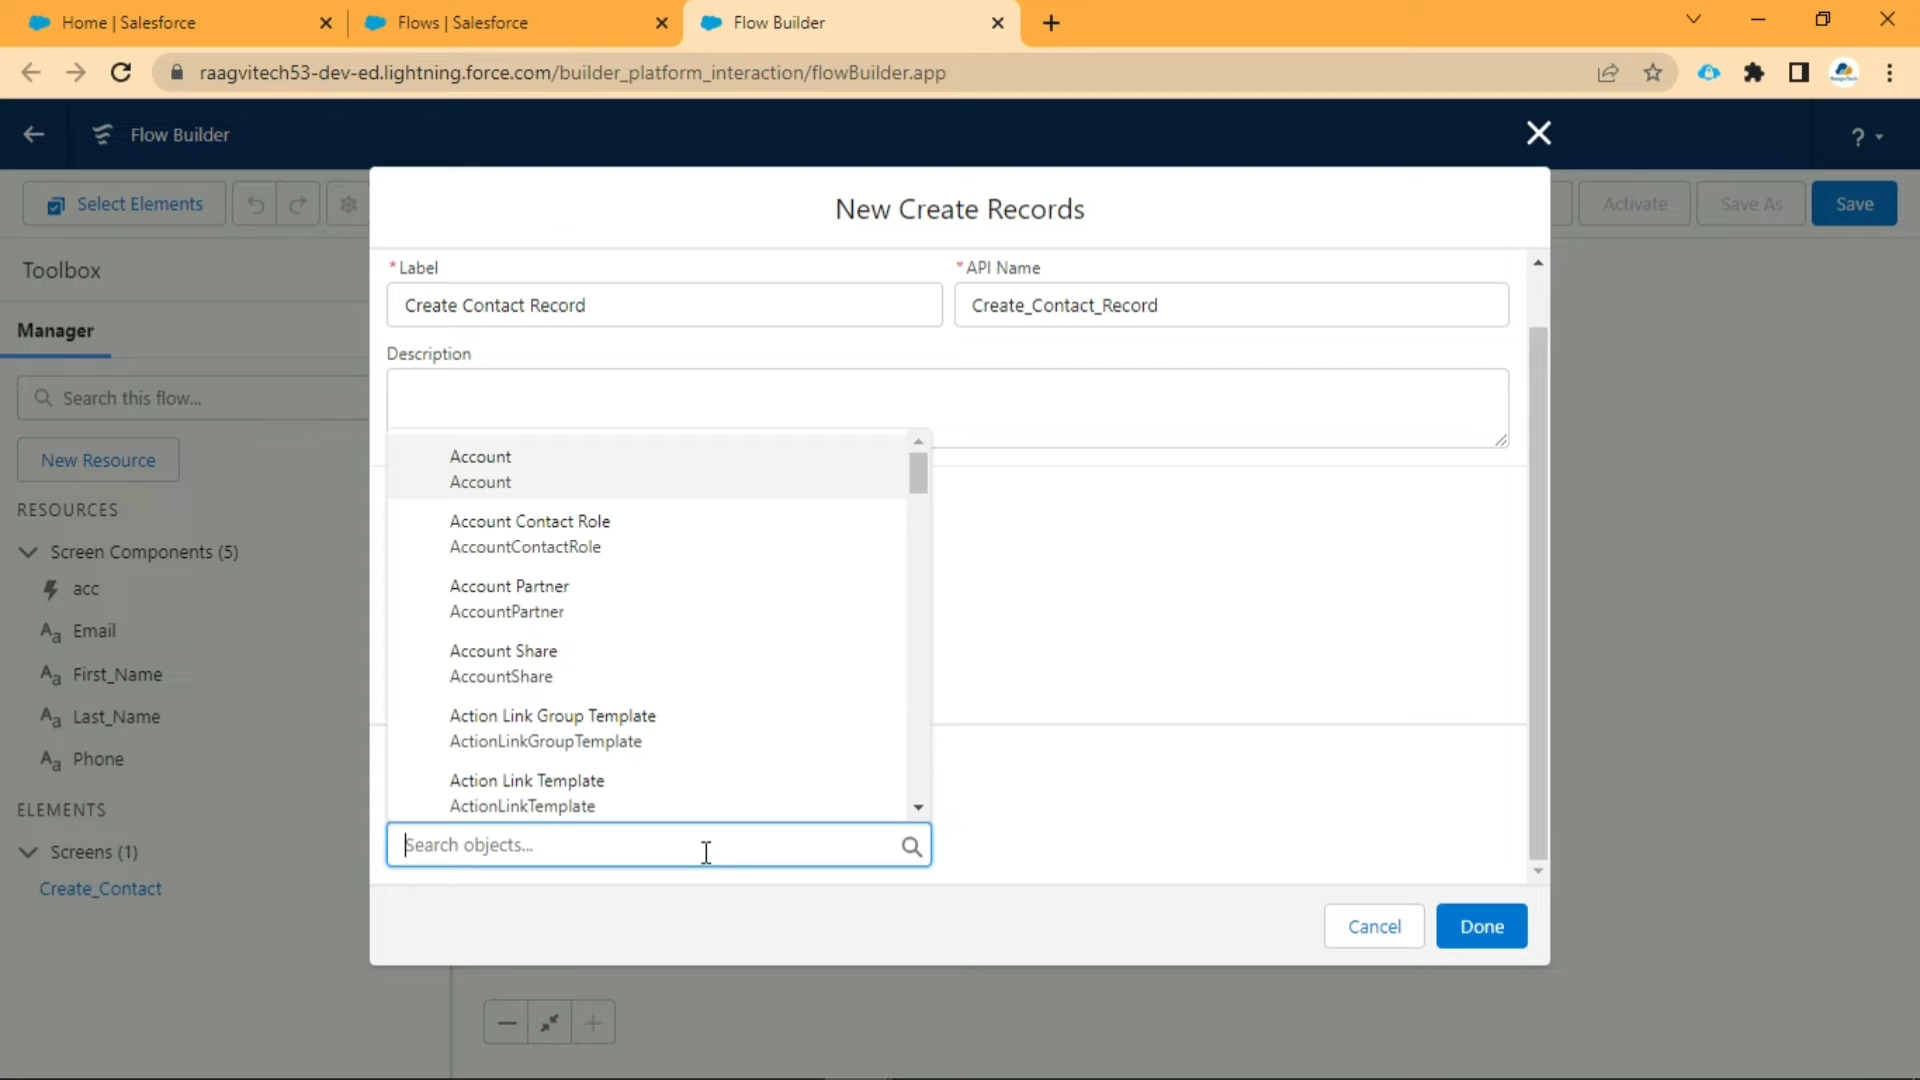 Home | Salesforce
Flows | Salesforce
Flow Builder
raagvitech53-dev-ed.lightning.force.com/builder_platform_interaction/flowBuilder.app
Flow Builder
?
Select Elements
Activate
Save As
Save
New Create Records
Toolbox
Manager
Search this flow...
New Resource
RESOURCES
Screen Components (5)
acc
Email
First_Name
Last_Name
Phone
ELEMENTS
Screens (1)
Create_Contact
* Label
* API Name
Create Contact Record
Create_Contact_Record
Description
Account
Account
Account Contact Role
AccountContactRole
Account Partner
AccountPartner
Account Share
AccountShare
Action Link Group Template
ActionLinkGroupTemplate
Action Link Template
ActionLinkTemplate
Search objects...
Cancel
Done